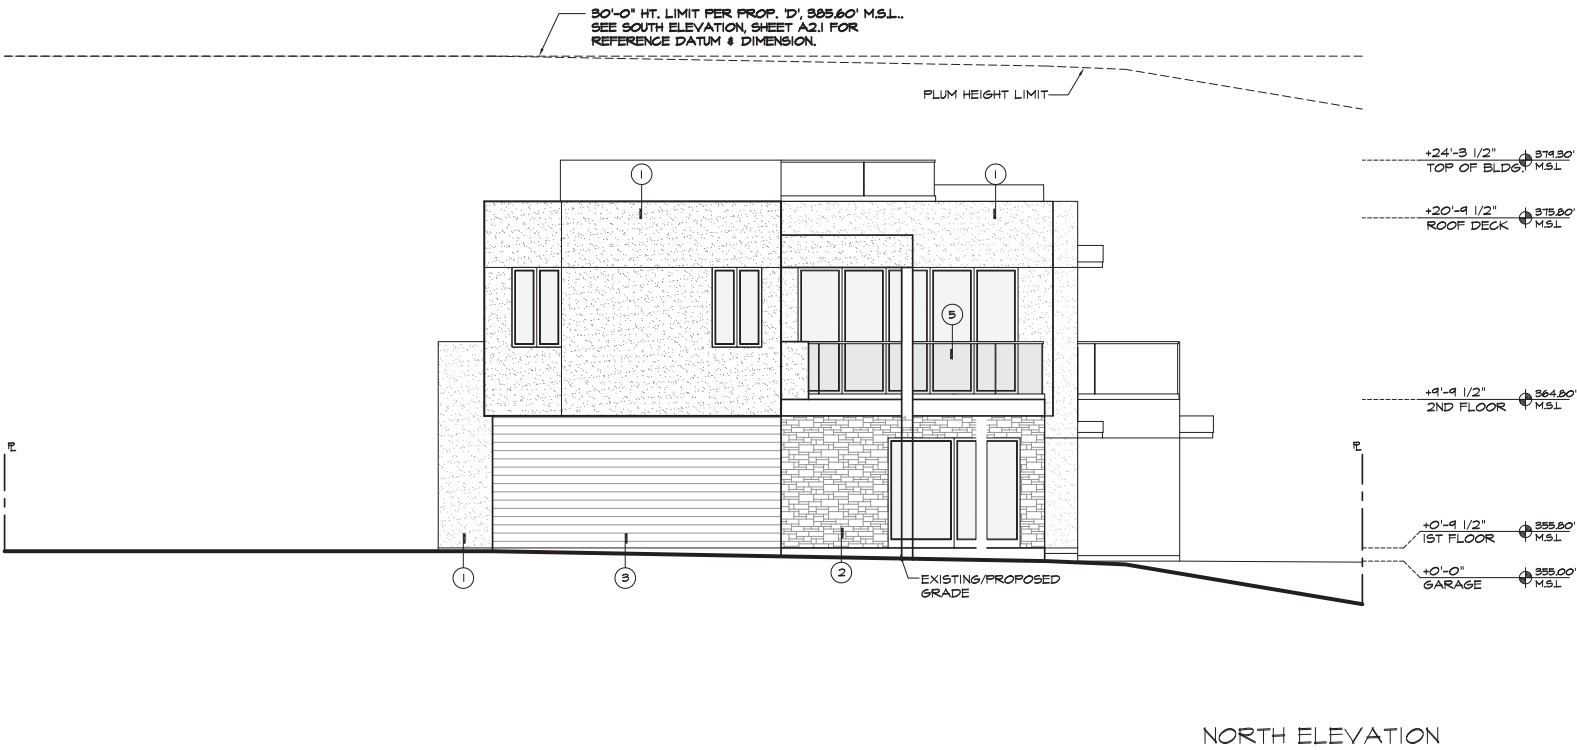 30'-0" HT. LIMIT PER PROP. 'D', 385.60' M.S.L..
SEE SOUTH ELEVATION, SHEET A2.1 FOR
REFERENCE DATUM & DIMENSION.
PLUM HEIGHT LIMIT
+24'-3 1/2"
TOP OF BLDG.
379.30'
M.S.L
+20'-9 1/2"
ROOF DECK
375.80'
M.S.L
1
1
5
+9'-9 1/2"
2ND FLOOR
364.80'
M.S.L
PL
PL
+0'-9 1/2"
1ST FLOOR
355.80'
M.S.L
+0'-0"
GARAGE
355.00'
M.S.L
1
3
2
EXISTING/PROPOSED
GRADE
NORTH ELEVATION